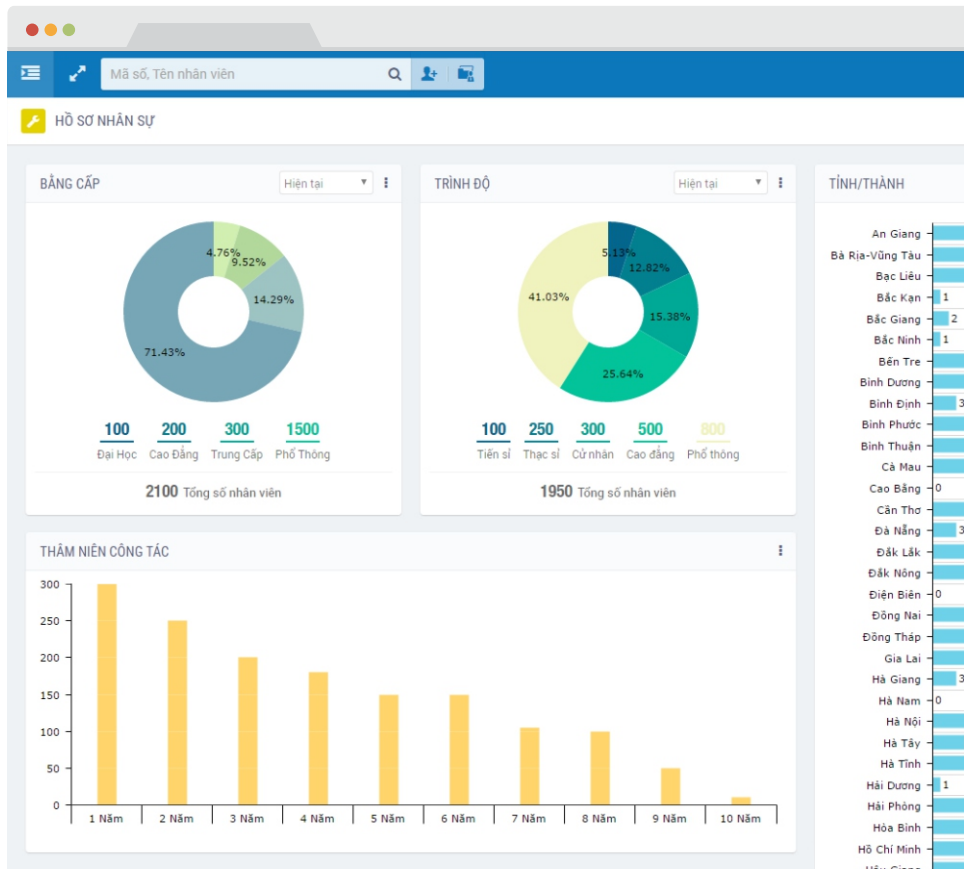 Mã số, Tên nhân viên
HỒ SƠ NHÂN SỰ
BẰNG CẤP
Hiện tại
4.76%
9.52%
14.29%
71.43%
100 200 300 1500
Đại Học Cao Đẳng Trung Cấp Phổ Thông
2100 Tổng số nhân viên
TRÌNH ĐỘ
Hiện tại
5.13%
12.82%
41.03%
15.38%
25.64%
100 250 300 500 800
Tiến sĩ Thạc sĩ Cử nhân Cao đẳng Phổ thông
1950 Tổng số nhân viên
THÂM NIÊN CÔNG TÁC
300
250
200
150
100
50
0
1 Năm 2 Năm 3 Năm 4 Năm 5 Năm 6 Năm 7 Năm 8 Năm 9 Năm 10 Năm
TỈNH/THÀNH
An Giang
Bà Rịa-Vũng Tàu
Bạc Liêu
Bắc Kạn 1
Bắc Giang 2
Bắc Ninh 1
Bến Tre
Bình Dương
Bình Định 3
Bình Phước
Bình Thuận
Cà Mau
Cao Bằng 0
Cần Thơ
Đà Nẵng 3
Đắk Lắk
Đắk Nông
Điện Biên 0
Đồng Nai
Đồng Tháp
Gia Lai
Hà Giang 3
Hà Nam 0
Hà Nội
Hà Tây
Hà Tĩnh
Hải Dương 1
Hải Phòng
Hòa Bình
Hồ Chí Minh